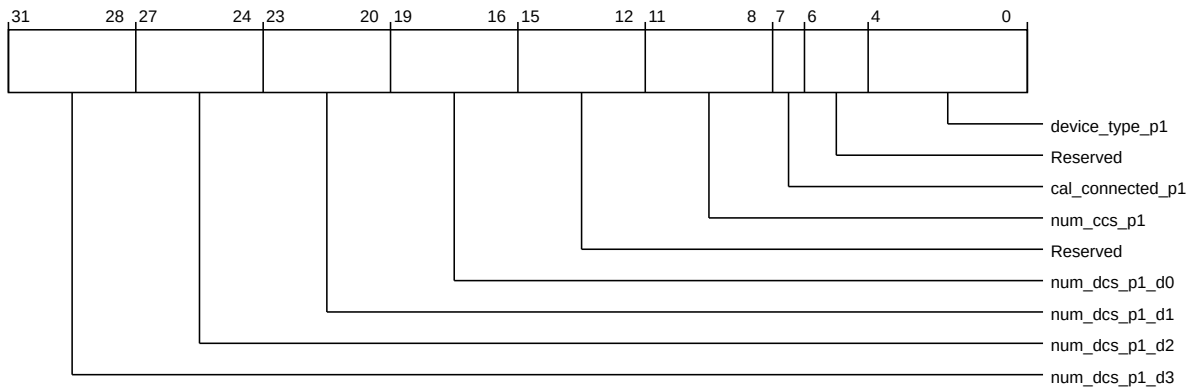 31 28 27 24 23 20 19 16 15 12 11 8 7 6 4 0
device_type_p1
Reserved
cal_connected_p1
num_ccs_p1
Reserved
num_dcs_p1_d0
num_dcs_p1_d1
num_dcs_p1_d2
num_dcs_p1_d3